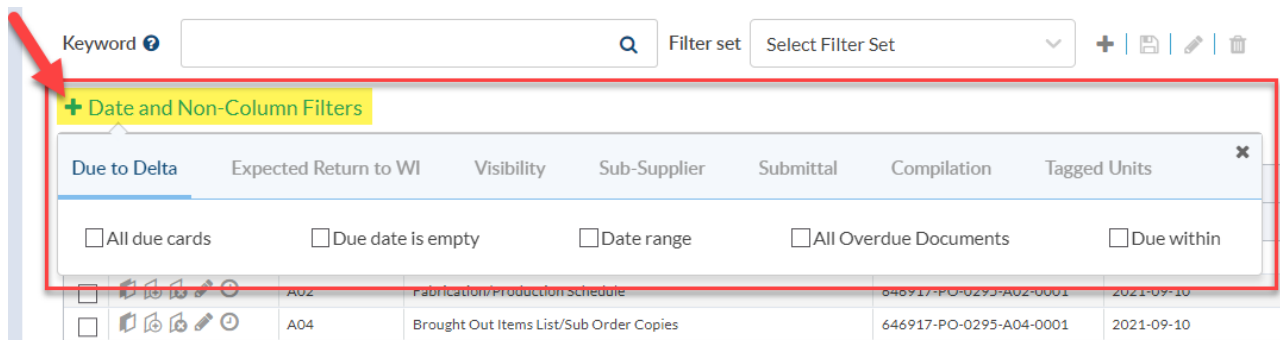 Keyword Filter set Select Filter Set
Date and Non-Column Filters
Due to Delta Expected Return to WI Visibility Sub-Supplier Submittal Compilation Tagged Units
All due cards Due date is empty Date range All Overdue Documents Due within
A02 Fabrication/Production Schedule 646917-PO-0295-A02-0001 2021-09-10
A04 Brought Out Items List/Sub Order Copies 646917-PO-0295-A04-0001 2021-09-10